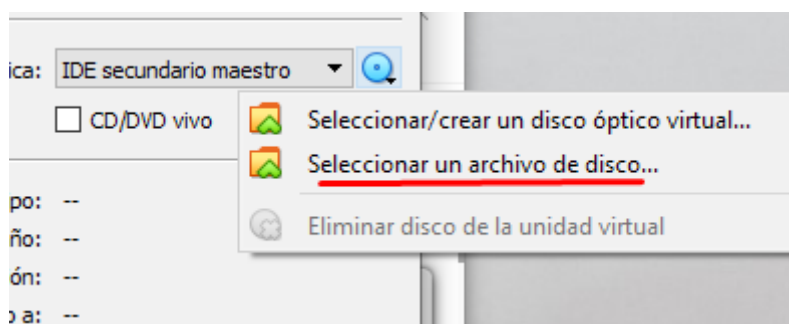 ica: IDE secundario maestro
CD/DVD vivo
Seleccionar/crear un disco óptico virtual...
Seleccionar un archivo de disco...
Eliminar disco de la unidad virtual
po: --
ño: --
ón: --
o a: --